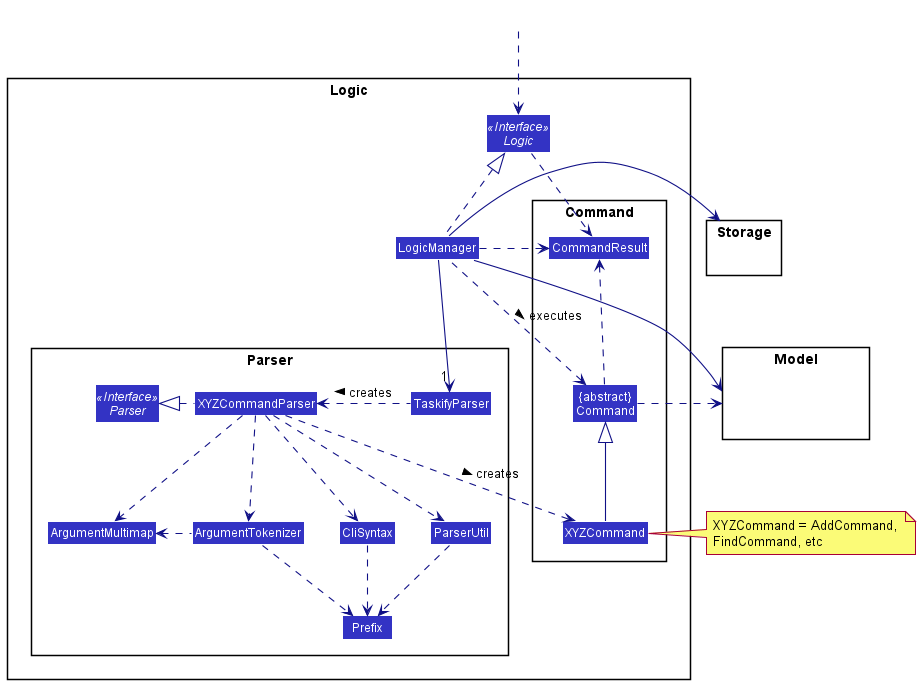 Logic
«Interface»
Logic
Command
Storage
LogicManager
CommandResult
executes
Parser
Model
1
«Interface»
Parser
XYZCommandParser
creates
TaskifyParser
{abstract}
Command
creates
ArgumentMultimap
ArgumentTokenizer
CliSyntax
ParserUtil
XYZCommand
XYZCommand = AddCommand,
FindCommand, etc
Prefix